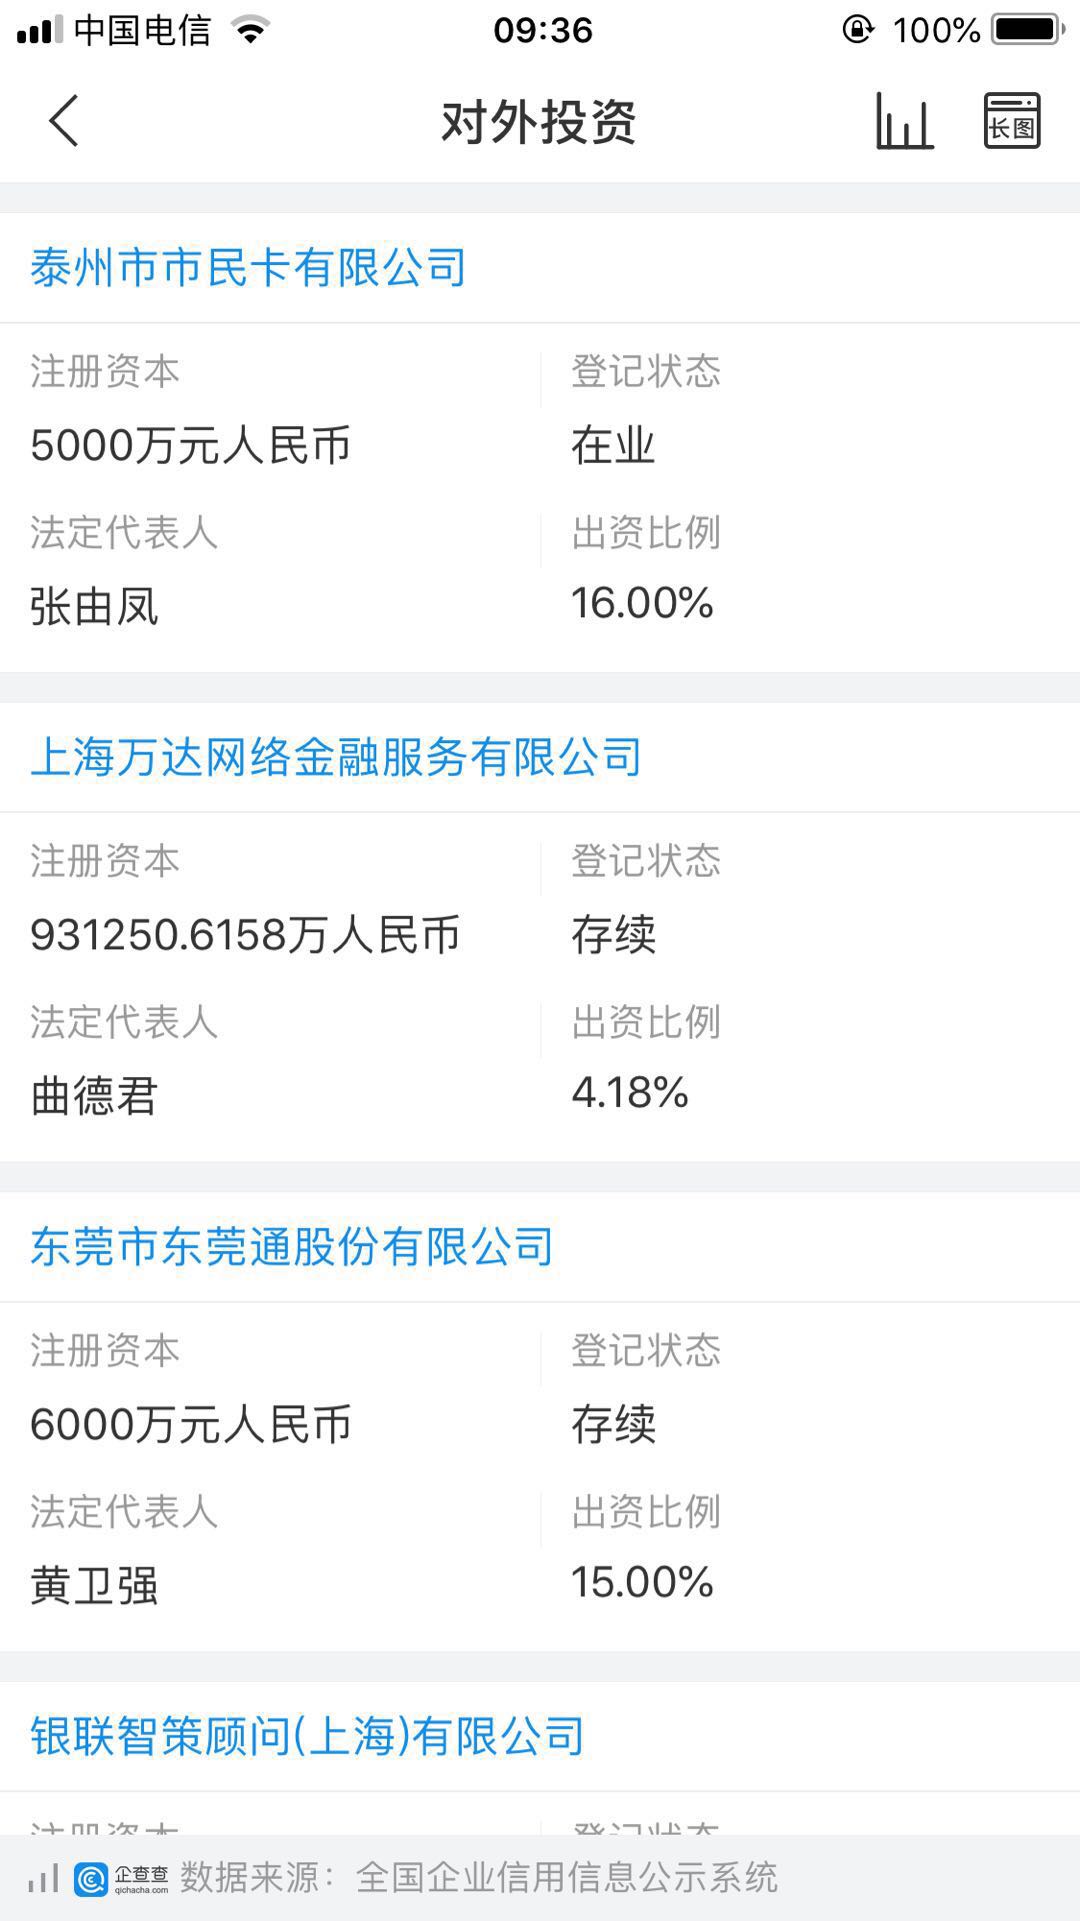 中国电信 09:36 100%
对外投资 长图
泰州市市民卡有限公司
注册资本 登记状态
5000万元人民币 在业
法定代表人 出资比例
张由凤 16.00%
上海万达网络金融服务有限公司
注册资本 登记状态
931250.6158万人民币 存续
法定代表人 出资比例
曲德君 4.18%
东莞市东莞通股份有限公司
注册资本 登记状态
6000万元人民币 存续
法定代表人 出资比例
黄卫强 15.00%
银联智策顾问(上海)有限公司
注册资本 登记状态
企查查 qichacha.com 数据来源：全国企业信用信息公示系统